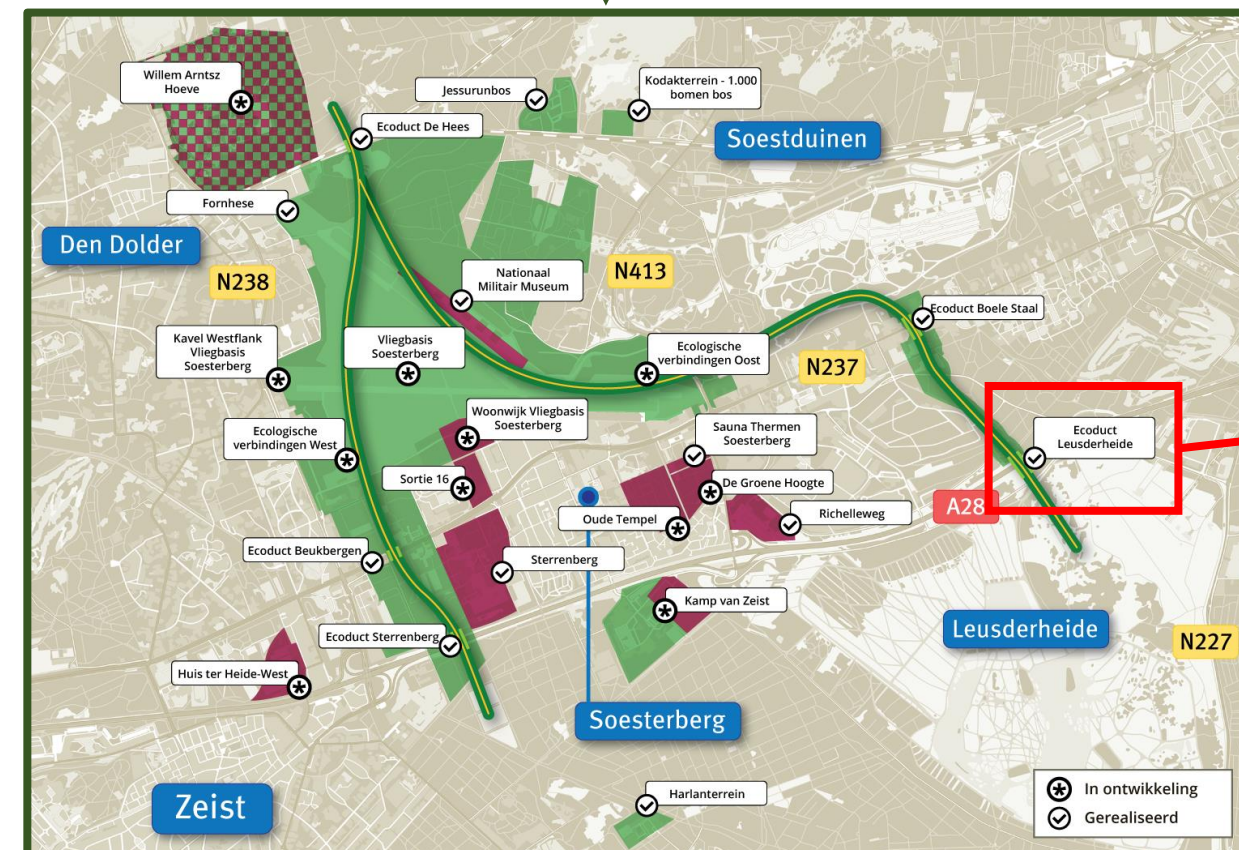 Willem Arntsz
Hoeve
Jessurunbos
Kodakterrein - 1.000
bomen bos
Ecoduct De Hees
Soestduinen
Fornhese
Den Dolder
N238
Nationaal
Militair Museum
N413
Ecoduct Boele Staal
Kavel Westflank
Vliegbasis
Soesterberg
Vliegbasis
Soesterberg
Ecologische
verbindingen Oost
N237
Woonwijk Vliegbasis
Soesterberg
Sauna Thermen
Soesterberg
Ecoduct
Leusderheide
Ecologische
verbindingen West
Sortie 16
De Groene Hoogte
A28
Oude Tempel
Richelleweg
Ecoduct Beukbergen
Sterrenberg
Kamp van Zeist
Ecoduct Sterrenberg
Leusderheide
N227
Huis ter Heide-West
Soesterberg
Zeist
Harlanterrein
In ontwikkeling
Gerealiseerd